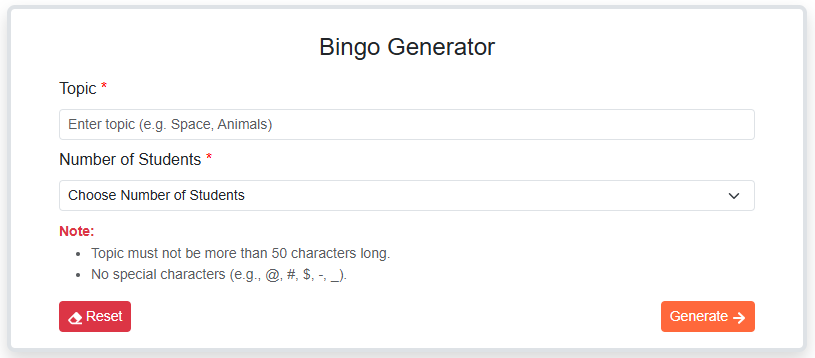 Bingo Generator
Topic *
Enter topic (e.g. Space, Animals)
Number of Students *
Choose Number of Students
Note:
• Topic must not be more than 50 characters long.
• No special characters (e.g., @, #, $, -, _).
Reset
Generate